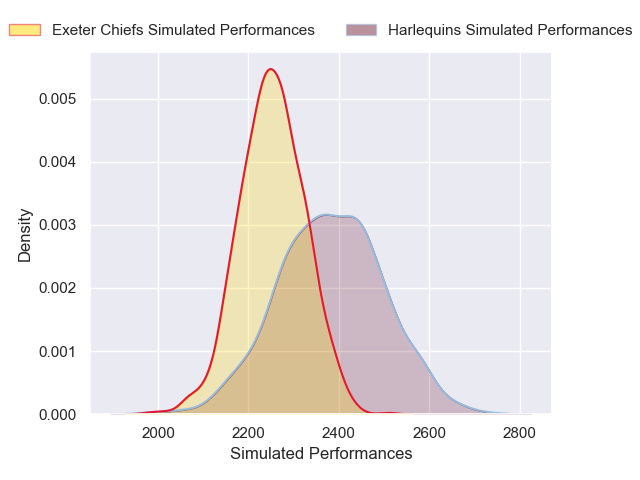 Exeter Chiefs Simulated Performances Harlequins Simulated Performances
0.005
0.004
0.003
0.002
0.001
0.000
Density
2000 2200 2400 2600 2800
Simulated Performances